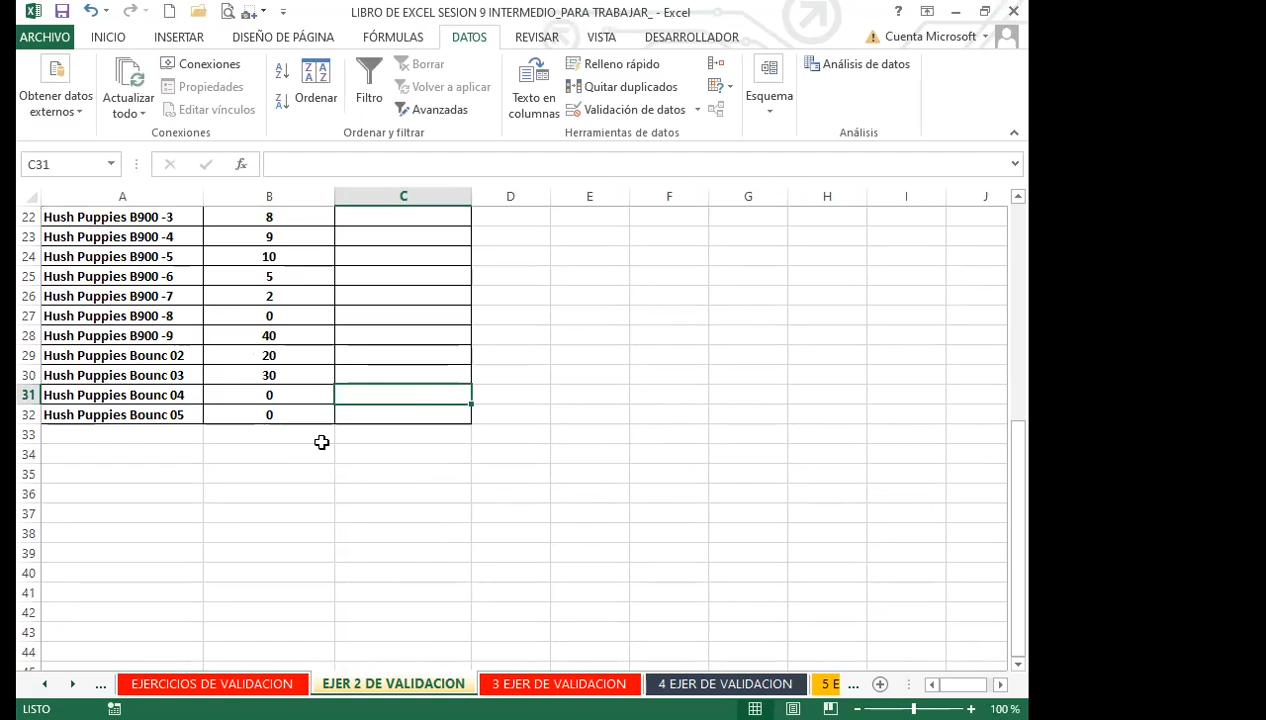 LIBRO DE EXCEL SESION 9 INTERMEDIO_PARA TRABAJAR_ - Excel
ARCHIVO INICIO INSERTAR DISEÑO DE PÁGINA FÓRMULAS DATOS REVISAR VISTA DESARROLLADOR Cuenta Microsoft
Obtener datos externos
Actualizar todo
Conexiones
Propiedades
Editar vínculos
Conexiones
Ordenar
Filtro
Borrar
Volver a aplicar
Avanzadas
Ordenar y filtrar
Texto en columnas
Relleno rápido
Quitar duplicados
Validación de datos
Herramientas de datos
Esquema
Análisis de datos
Análisis
C31 fx
A B C D E F G H I J
22 Hush Puppies B900 -3 8
23 Hush Puppies B900 -4 9
24 Hush Puppies B900 -5 10
25 Hush Puppies B900 -6 5
26 Hush Puppies B900 -7 2
27 Hush Puppies B900 -8 0
28 Hush Puppies B900 -9 40
29 Hush Puppies Bounc 02 20
30 Hush Puppies Bounc 03 30
31 Hush Puppies Bounc 04 0
32 Hush Puppies Bounc 05 0
33
34
35
36
37
38
39
40
41
42
43
44
... EJERCICIOS DE VALIDACION EJER 2 DE VALIDACION 3 EJER DE VALIDACION 4 EJER DE VALIDACION 5 E ...
LISTO 100 %